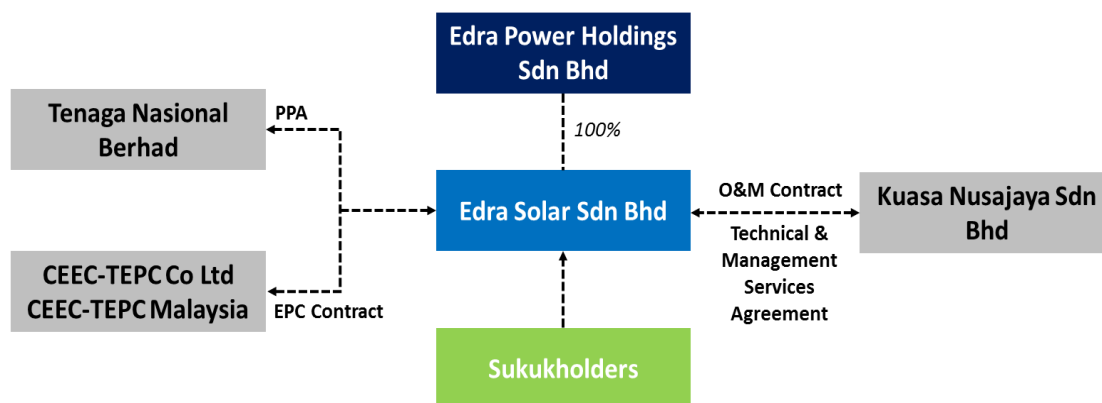 Edra Power Holdings
Sdn Bhd
Tenaga Nasional
Berhad
PPA
100%
Edra Solar Sdn Bhd
O&M Contract
Technical &
Management
Services
Agreement
Kuasa Nusajaya Sdn
Bhd
CEEC-TEPC Co Ltd
CEEC-TEPC Malaysia
EPC Contract
Sukukholders